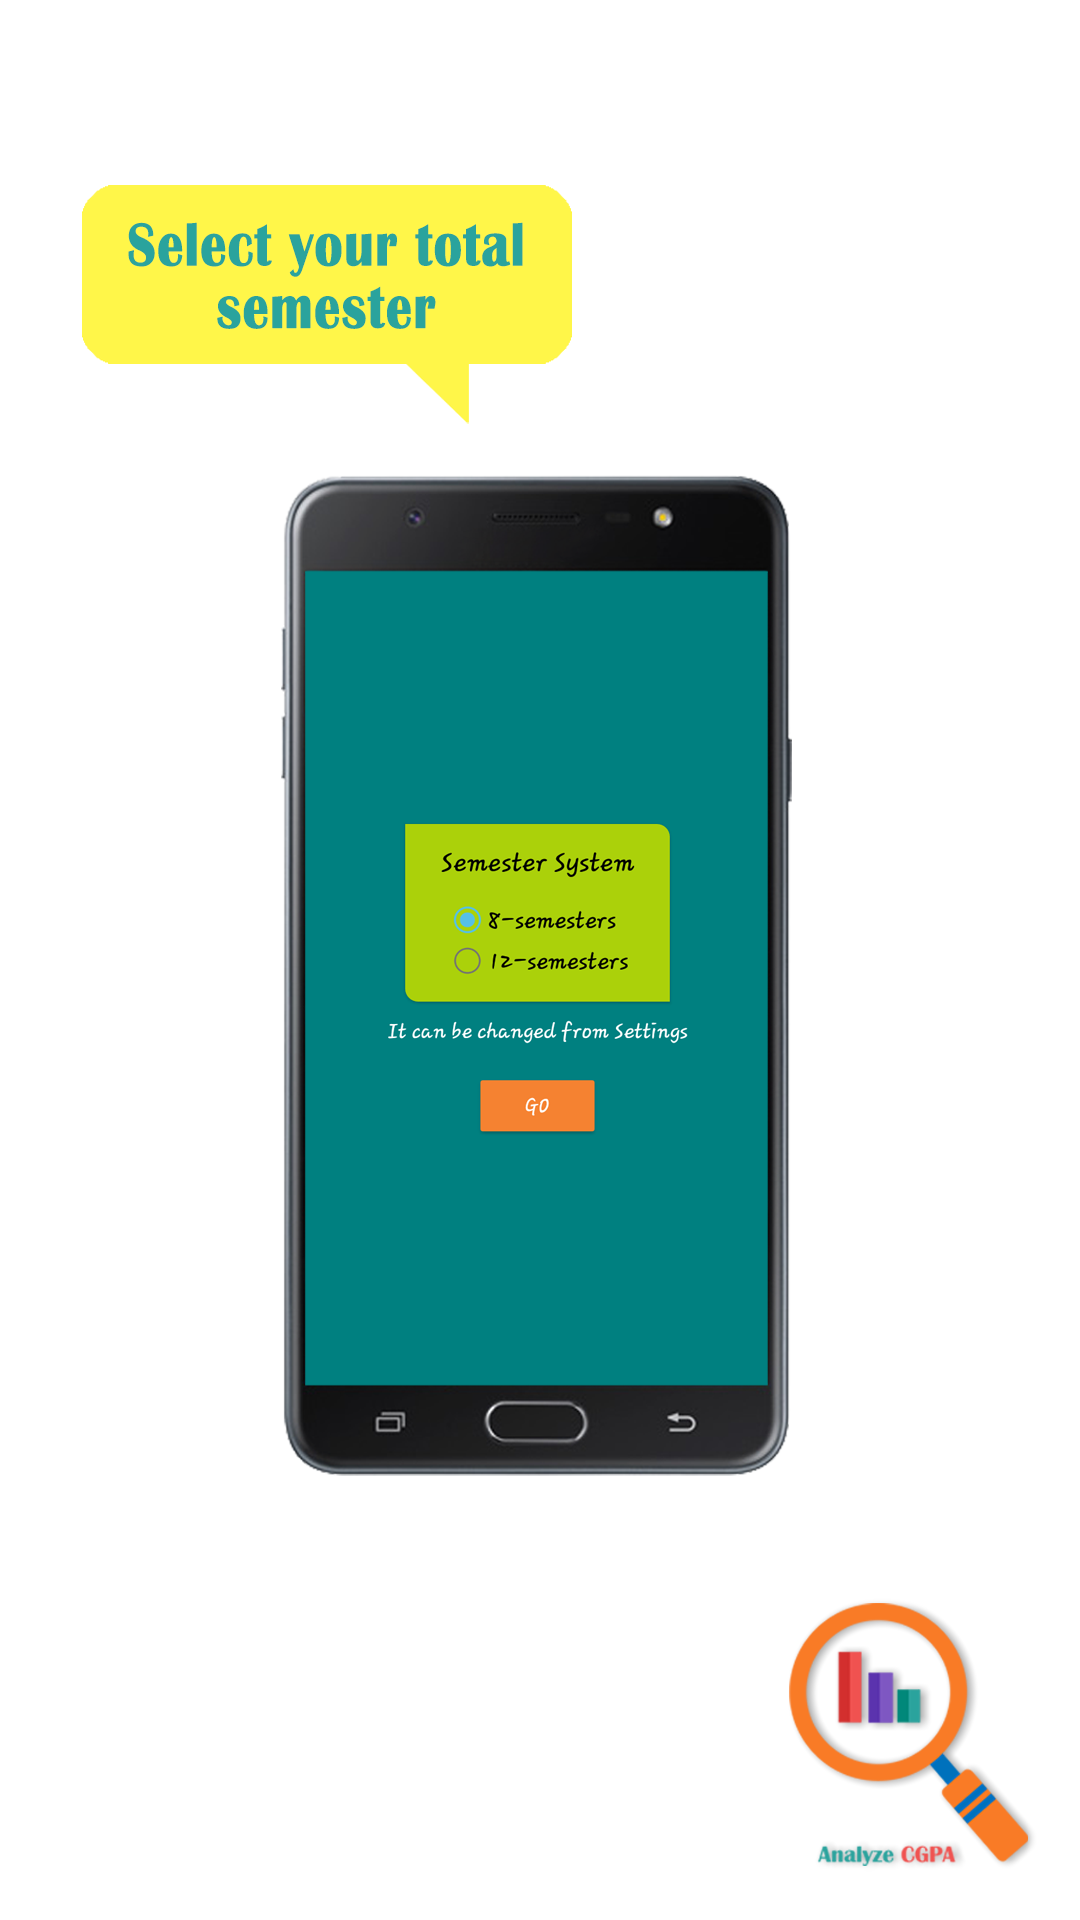 Select your total
semester
Semester System
8-semesters
12-semesters
It can be changed from Settings
GO
Analyze CGPA